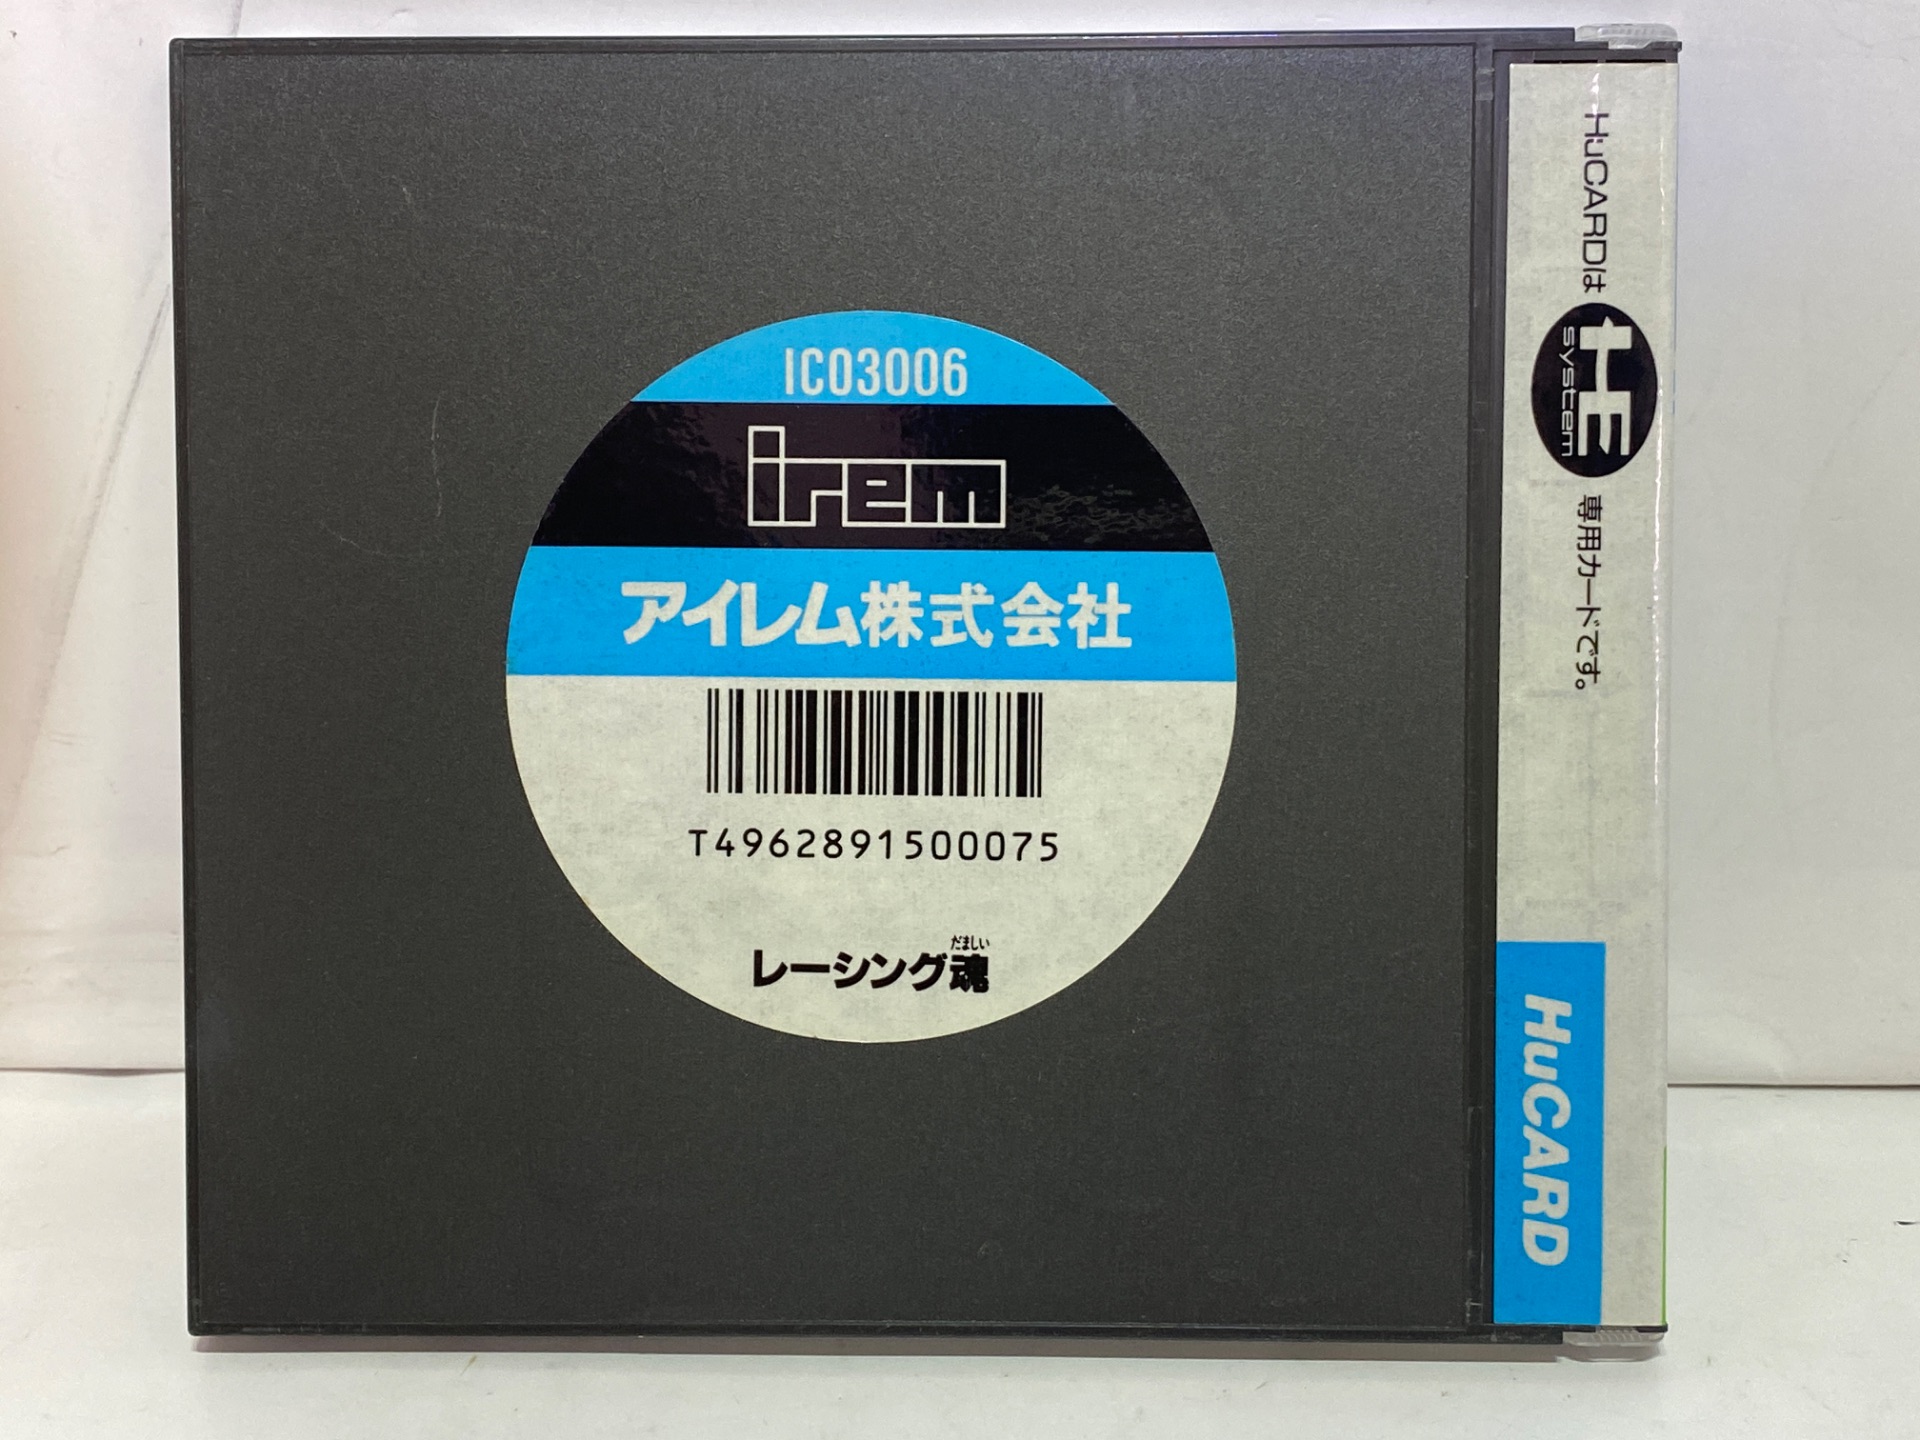 IC03006
irem
アイレム株式会社
T4962891500075
だましい
レーシング魂
HuCARDは HE system 専用カードです。
HuCARD